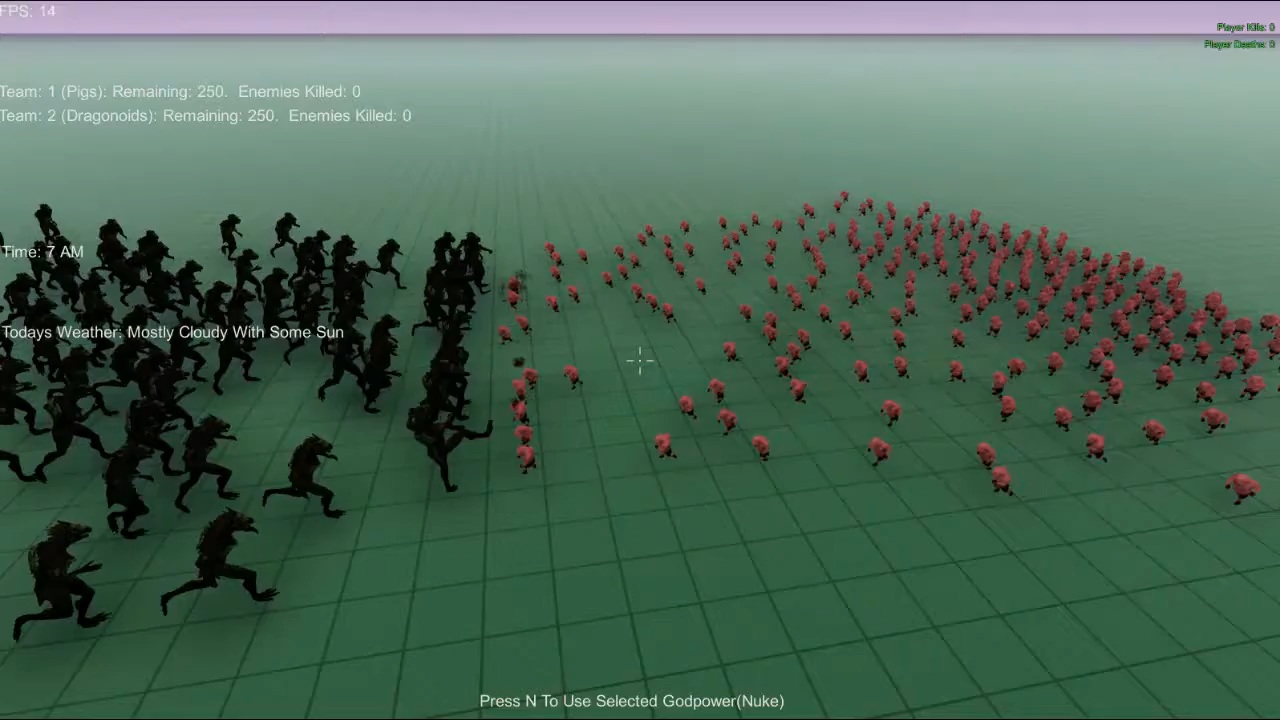 FPS: 14
Player Kills: 0
Player Deaths: 0
Team: 1 (Pigs): Remaining: 250.  Enemies Killed: 0
Team: 2 (Dragonoids): Remaining: 250.  Enemies Killed: 0
Time: 7 AM
Todays Weather: Mostly Cloudy With Some Sun
Press N To Use Selected Godpower(Nuke)